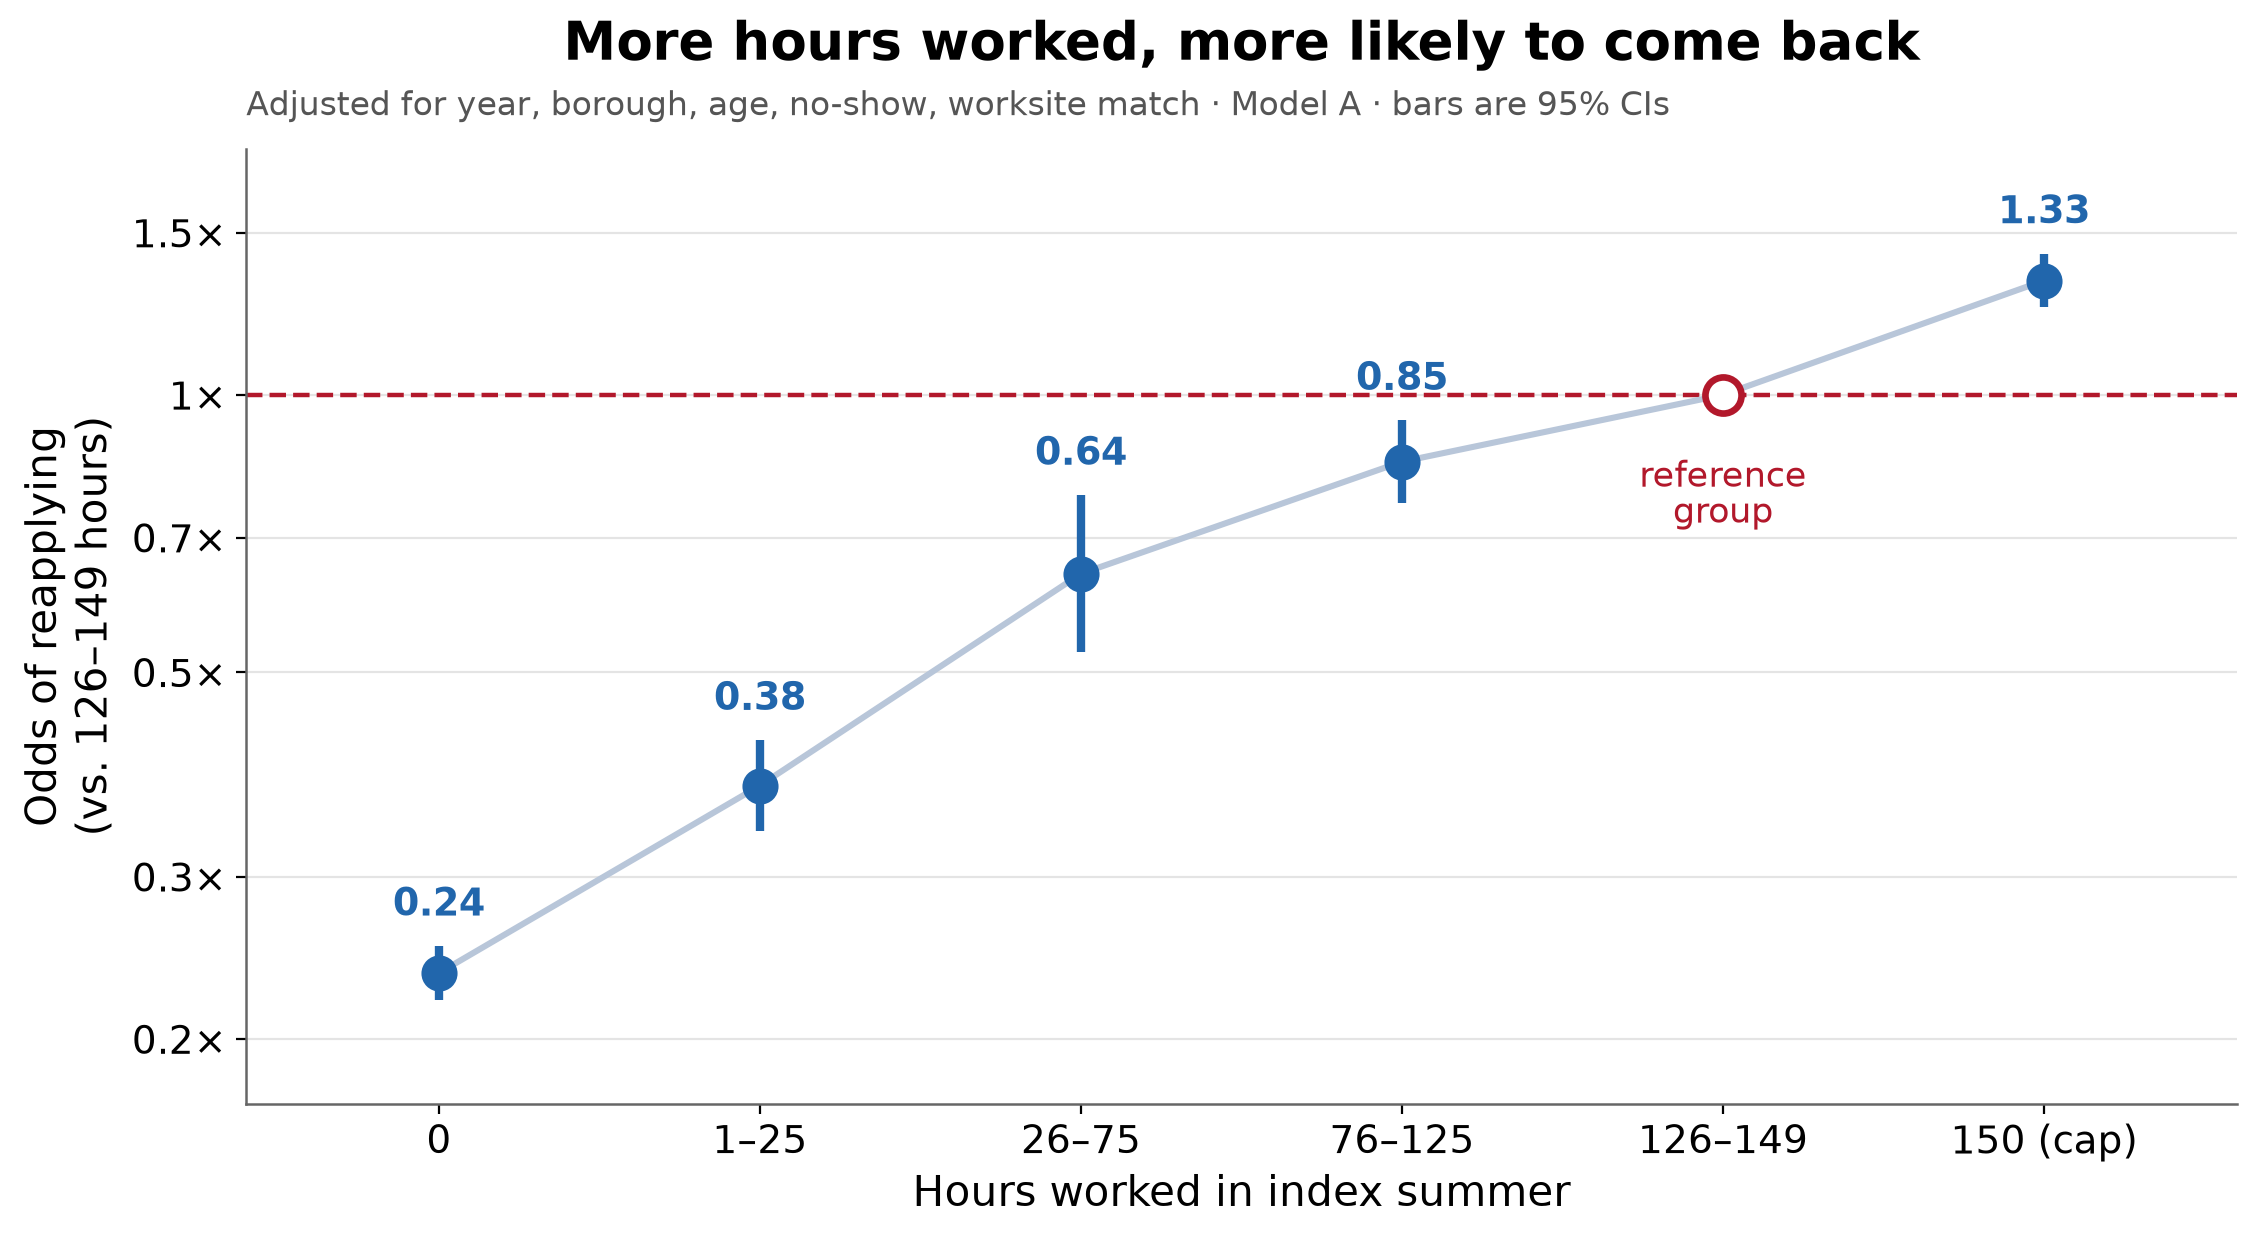 More hours worked, more likely to come back
Adjusted for year, borough, age, no-show, worksite match · Model A · bars are 95% CIs
Odds of reapplying
(vs. 126–149 hours)
1.5×
1×
0.7×
0.5×
0.3×
0.2×
0.24
0.38
0.64
0.85
reference
group
1.33
0
1–25
26–75
76–125
126–149
150 (cap)
Hours worked in index summer